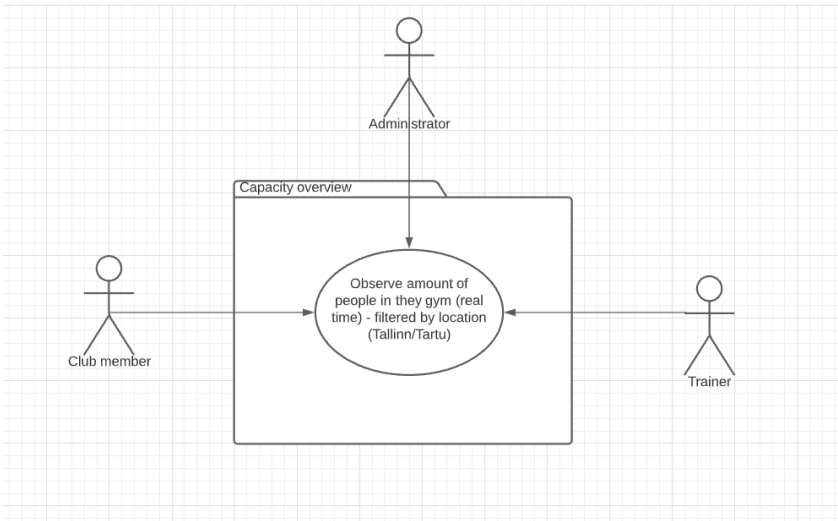 Administrator
Capacity overview
Observe amount of
people in they gym (real
time) - filtered by location
(Tallinn/Tartu)
Club member
Trainer